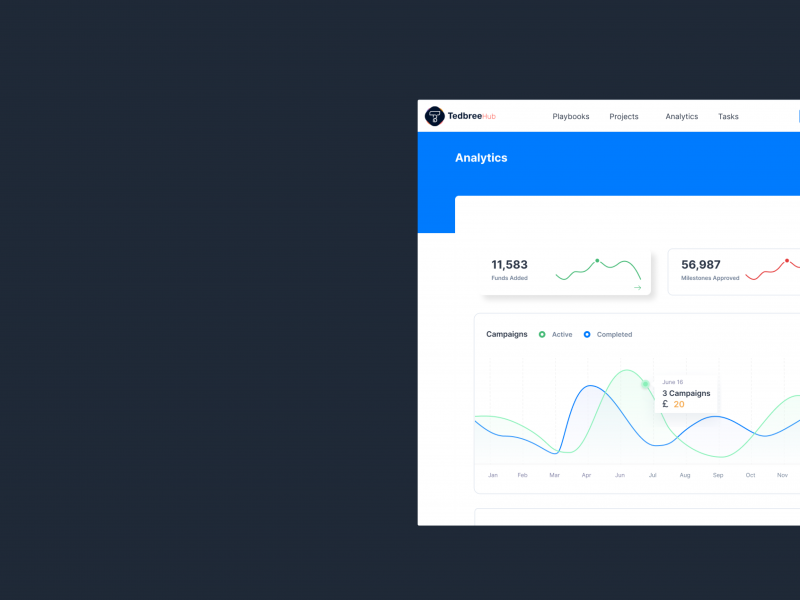 TedbreeHub Playbooks Projects Analytics Tasks
Analytics
11,583
Funds Added
56,987
Milestones Approved
Campaigns Active Completed
June 16
3 Campaigns
£ 20
Jan Feb Mar Apr Jun Jul Aug Sep Oct Nov